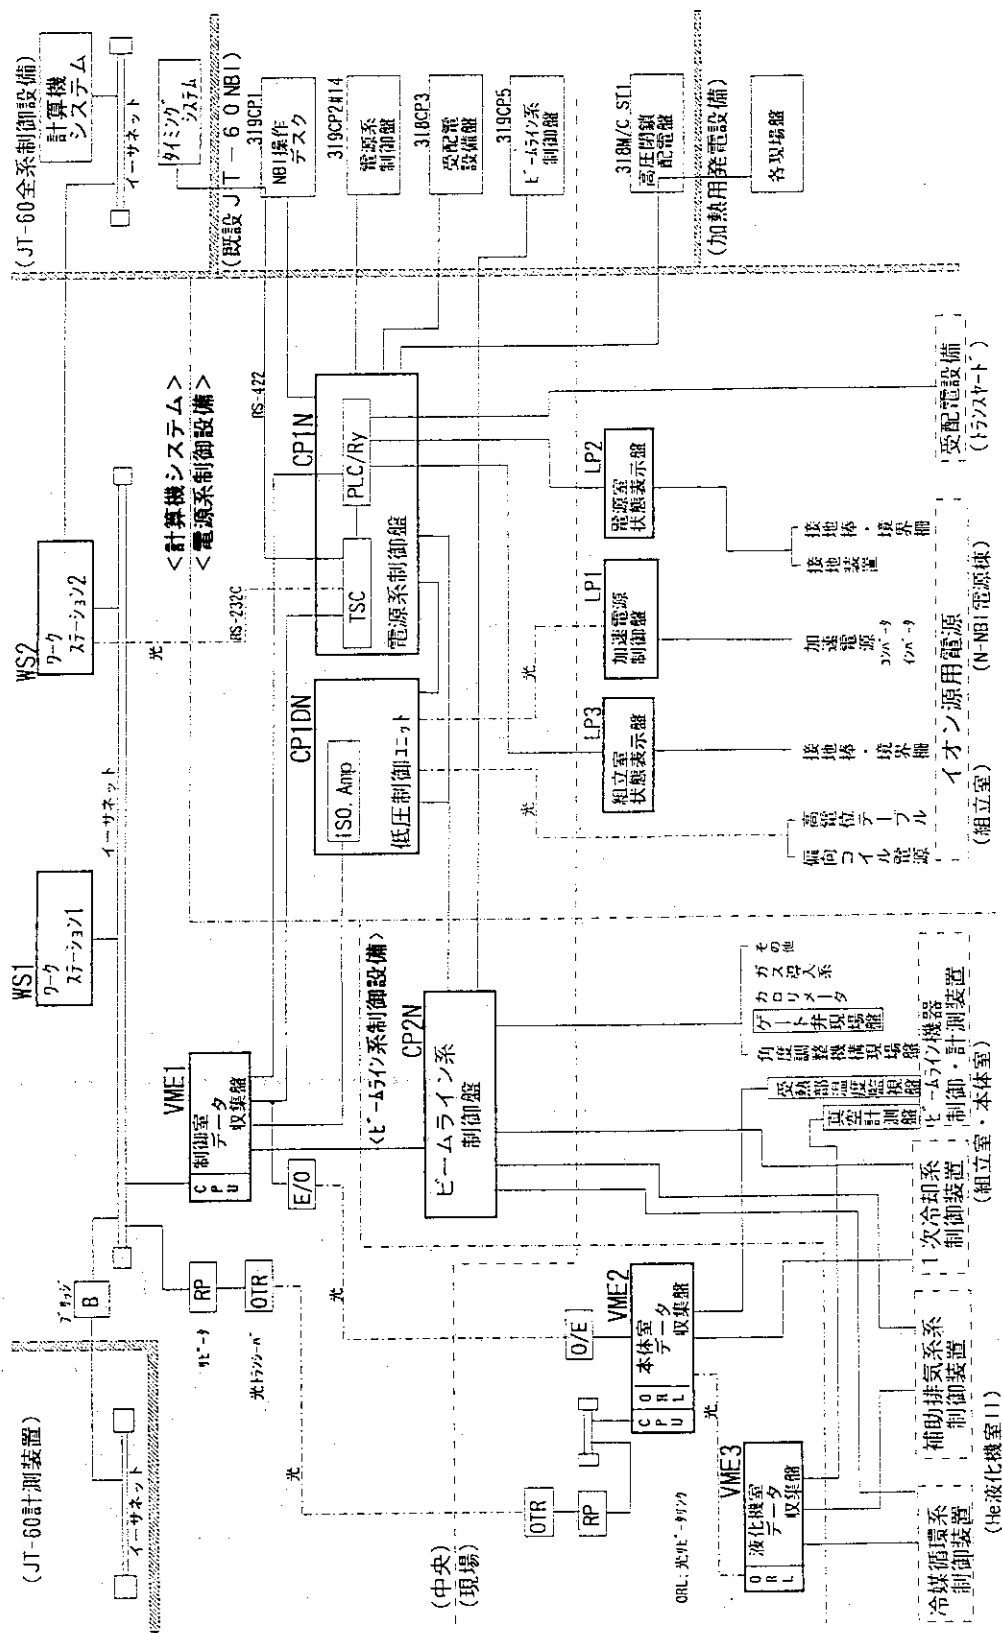 (JT-60計測装置)
イーサネット
ブリッジ
B
イーサネット
WS1
ワーク
ステーション1
WS2
ワーク
ステーション2
(JT-60全系制御設備)
計算機
システム
イーサネット
タイミング
システム
(既設JT-60NBI)
319CP1
NBI操作
デスク
319CP2#14
電源系
制御盤
318CP3
受配電
設備盤
319CP5
ビームライン系
制御盤
(加熱用発電設備)
318M/C ST1
高圧閉鎖
配電盤
各現場盤
リピータ
RP
光トランシーバ
OTR
光
VME1
CPU
制御室
データ
収集盤
E/O
光
光
RS-232C
RS-422
<計算機システム>
<電源系制御設備>
CP1DN
ISO.Amp
低圧制御ユニット
CP1N
TSC
PLC/Ry
電源系制御盤
<ビームライン系制御設備>
CP2N
ビームライン系
制御盤
(中央)
(現場)
OTR
RP
O/E
VME2
CPU
ORL
本体室
データ
収集盤
ORL:光リピータリンク
光
VME3
ORL
液化機室
データ
収集盤
光
光
LP3
組立室
状態表示盤
LP1
加速電源
制御盤
LP2
電源室
状態表示盤
真空計測盤
受熱部温度監視盤
角度調整機構現場盤
ゲート弁現場盤
カロリメータ
ガス導入系
その他
偏向コイル電源
高電位テーブル
接地棒・境界柵
加速電源
コンバータ
インバータ
接地装置
接地棒・境界柵
冷媒循環系
制御装置
補助排気系系
制御装置
(He液化機室II)
1次冷却系
制御装置
ビームライン機器
制御・計測装置
(組立室・本体室)
イオン源用電源
(組立室)
(N-NBI電源棟)
受配電設備
(トランスヤード)